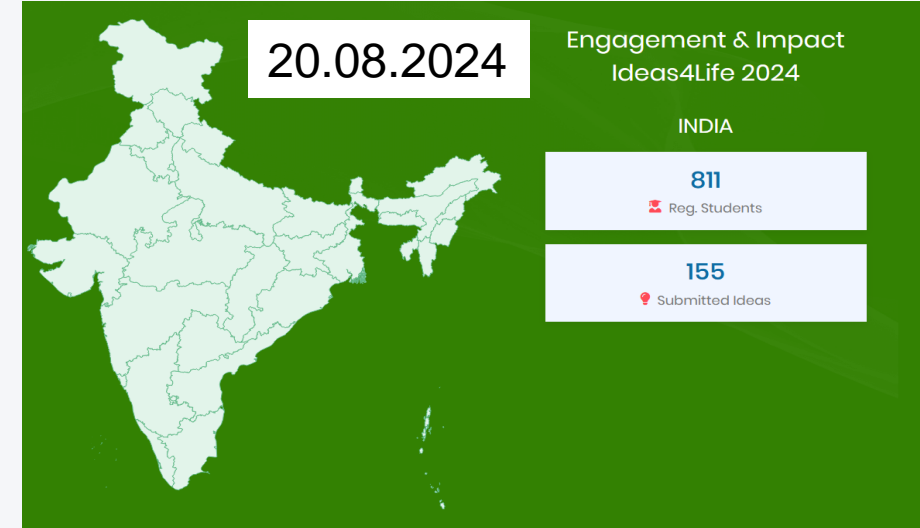 20.08.2024
Engagement & Impact
Ideas4Life 2024
INDIA
811
Reg. Students
155
Submitted Ideas